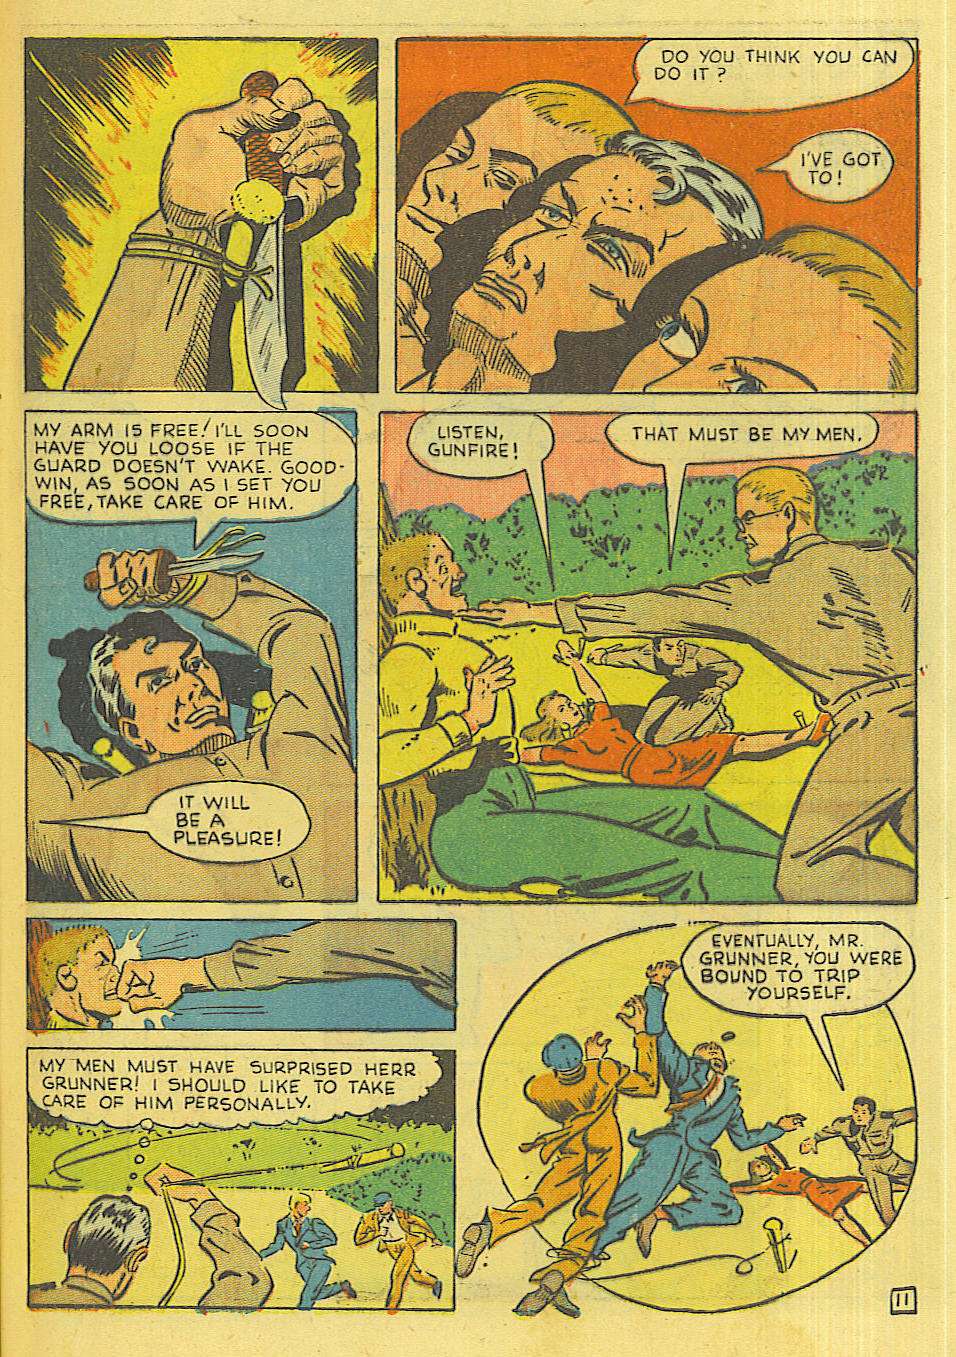 DO YOU THINK YOU CAN
DO IT?
I'VE GOT
TO!
MY ARM IS FREE! I'LL SOON
HAVE YOU LOOSE IF THE
GUARD DOESN'T WAKE. GOOD-
WIN, AS SOON AS I SET YOU
FREE, TAKE CARE OF HIM.
IT WILL
BE A
PLEASURE!
LISTEN,
GUNFIRE!
THAT MUST BE MY MEN.
MY MEN MUST HAVE SURPRISED HERR
GRUNNER! I SHOULD LIKE TO TAKE
CARE OF HIM PERSONALLY.
EVENTUALLY, MR.
GRUNNER, YOU WERE
BOUND TO TRIP
YOURSELF.
11